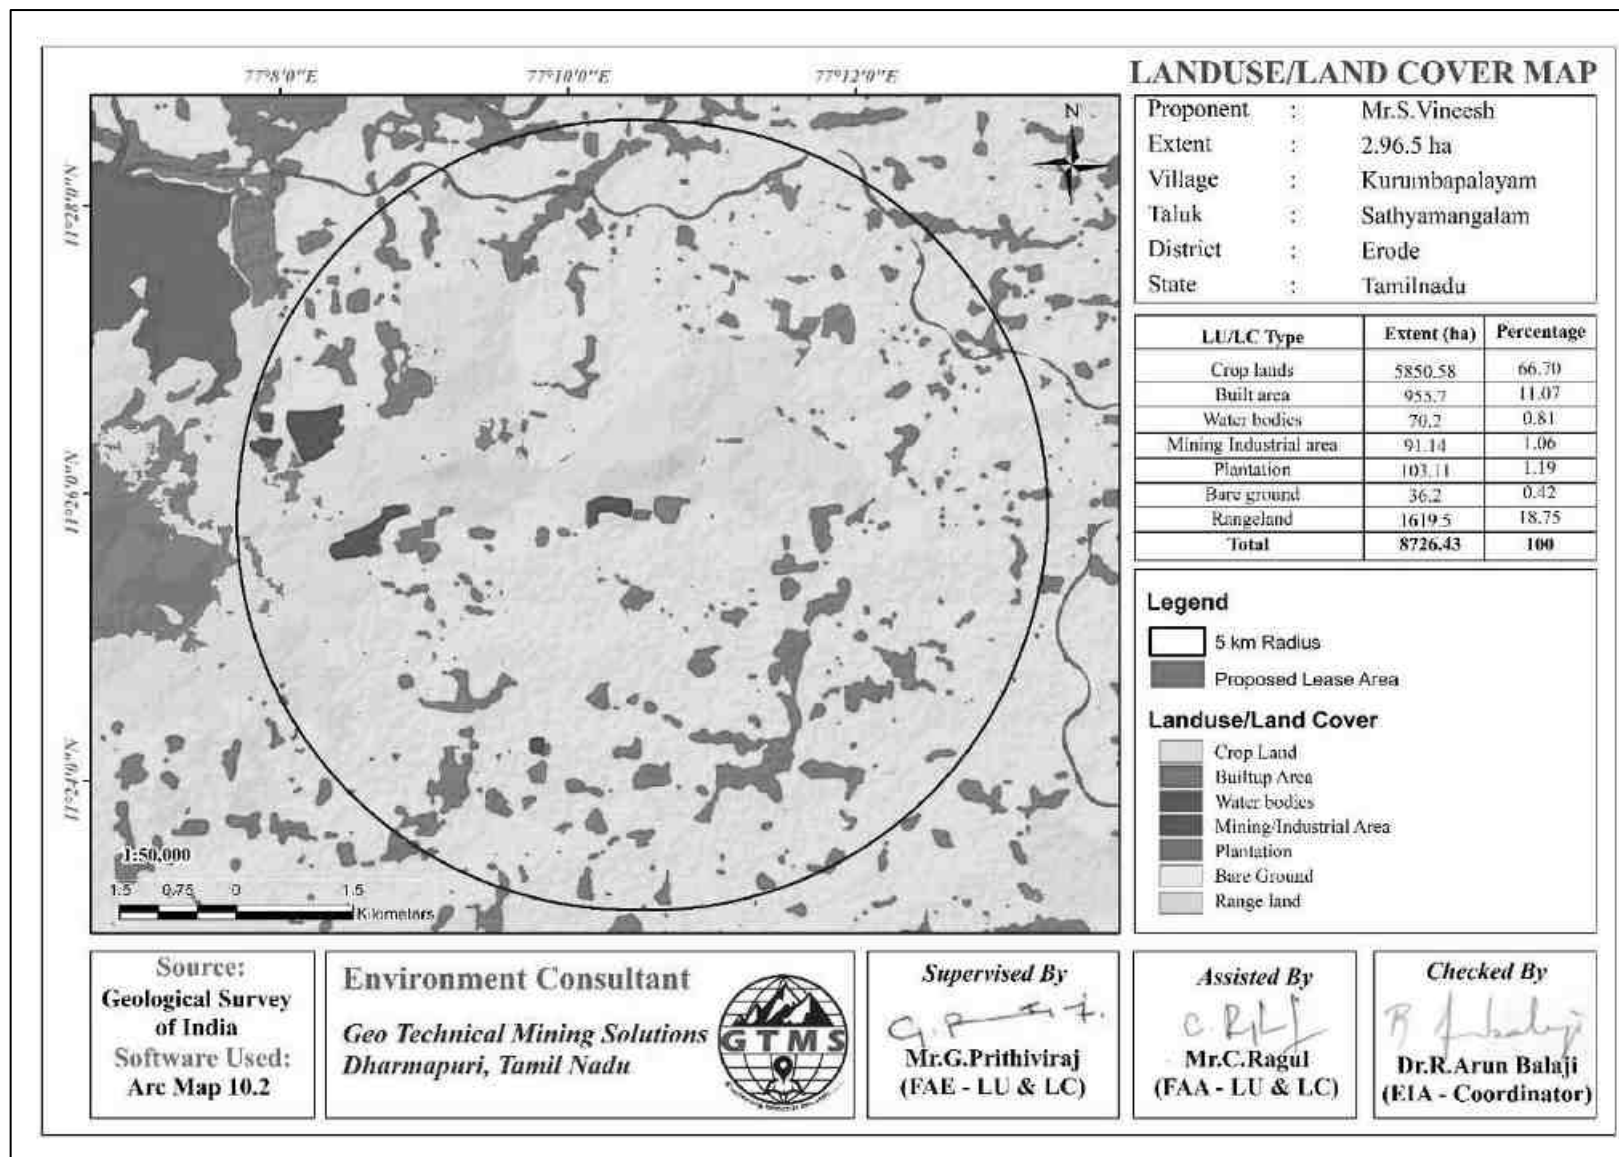 LANDUSE/LAND COVER MAP
77°8'0"E 77°10'0"E 77°12'0"E
11°28'0"N
11°26'0"N
11°24'0"N
N
Proponent : Mr.S.Vineesh
Extent : 2.96.5 ha
Village : Kurumbapalayam
Taluk : Sathyamangalam
District : Erode
State : Tamilnadu
LU/LC Type Extent (ha) Percentage
Crop lands 5850.58 66.70
Built area 955.7 11.07
Water bodies 70.2 0.81
Mining Industrial area 91.14 1.06
Plantation 103.11 1.19
Bare ground 36.2 0.42
Rangeland 1619.5 18.75
Total 8726.43 100
Legend
5 km Radius
Proposed Lease Area
Landuse/Land Cover
Crop Land
Builtup Area
Water bodies
Mining/Industrial Area
Plantation
Bare Ground
Range land
1:50,000
1.5 0.75 0 1.5
Kilometers
Source:
Geological Survey
of India
Software Used:
Arc Map 10.2
Environment Consultant
Geo Technical Mining Solutions
Dharmapuri, Tamil Nadu
GTMS
Supervised By
Mr.G.Prithiviraj
(FAE - LU & LC)
Assisted By
Mr.C.Ragul
(FAA - LU & LC)
Checked By
Dr.R.Arun Balaji
(EIA - Coordinator)